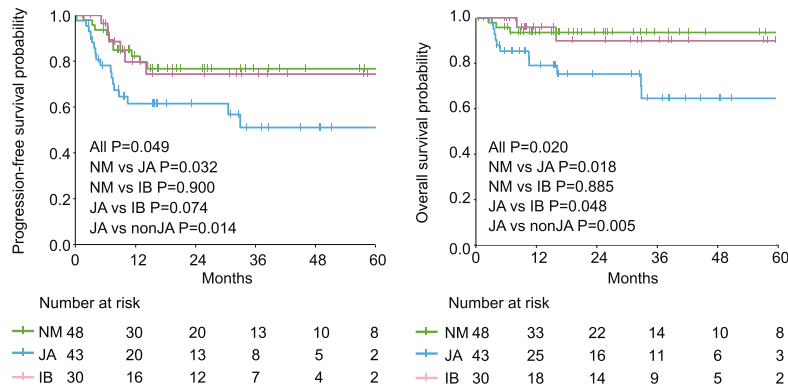 Progression-free survival probability
1.0
0.8
0.6
0.4
0.2
0.0
All P=0.049
NM vs JA P=0.032
NM vs IB P=0.900
JA vs IB P=0.074
JA vs nonJA P=0.014
0 12 24 36 48 60
Months
Number at risk
NM 48 30 20 13 10 8
JA 43 20 13 8 5 2
IB 30 16 12 7 4 2
Overall survival probability
1.0
0.8
0.6
0.4
0.2
0.0
All P=0.020
NM vs JA P=0.018
NM vs IB P=0.885
JA vs IB P=0.048
JA vs nonJA P=0.005
0 12 24 36 48 60
Months
Number at risk
NM 48 33 22 14 10 8
JA 43 25 16 11 6 3
IB 30 18 14 9 5 2